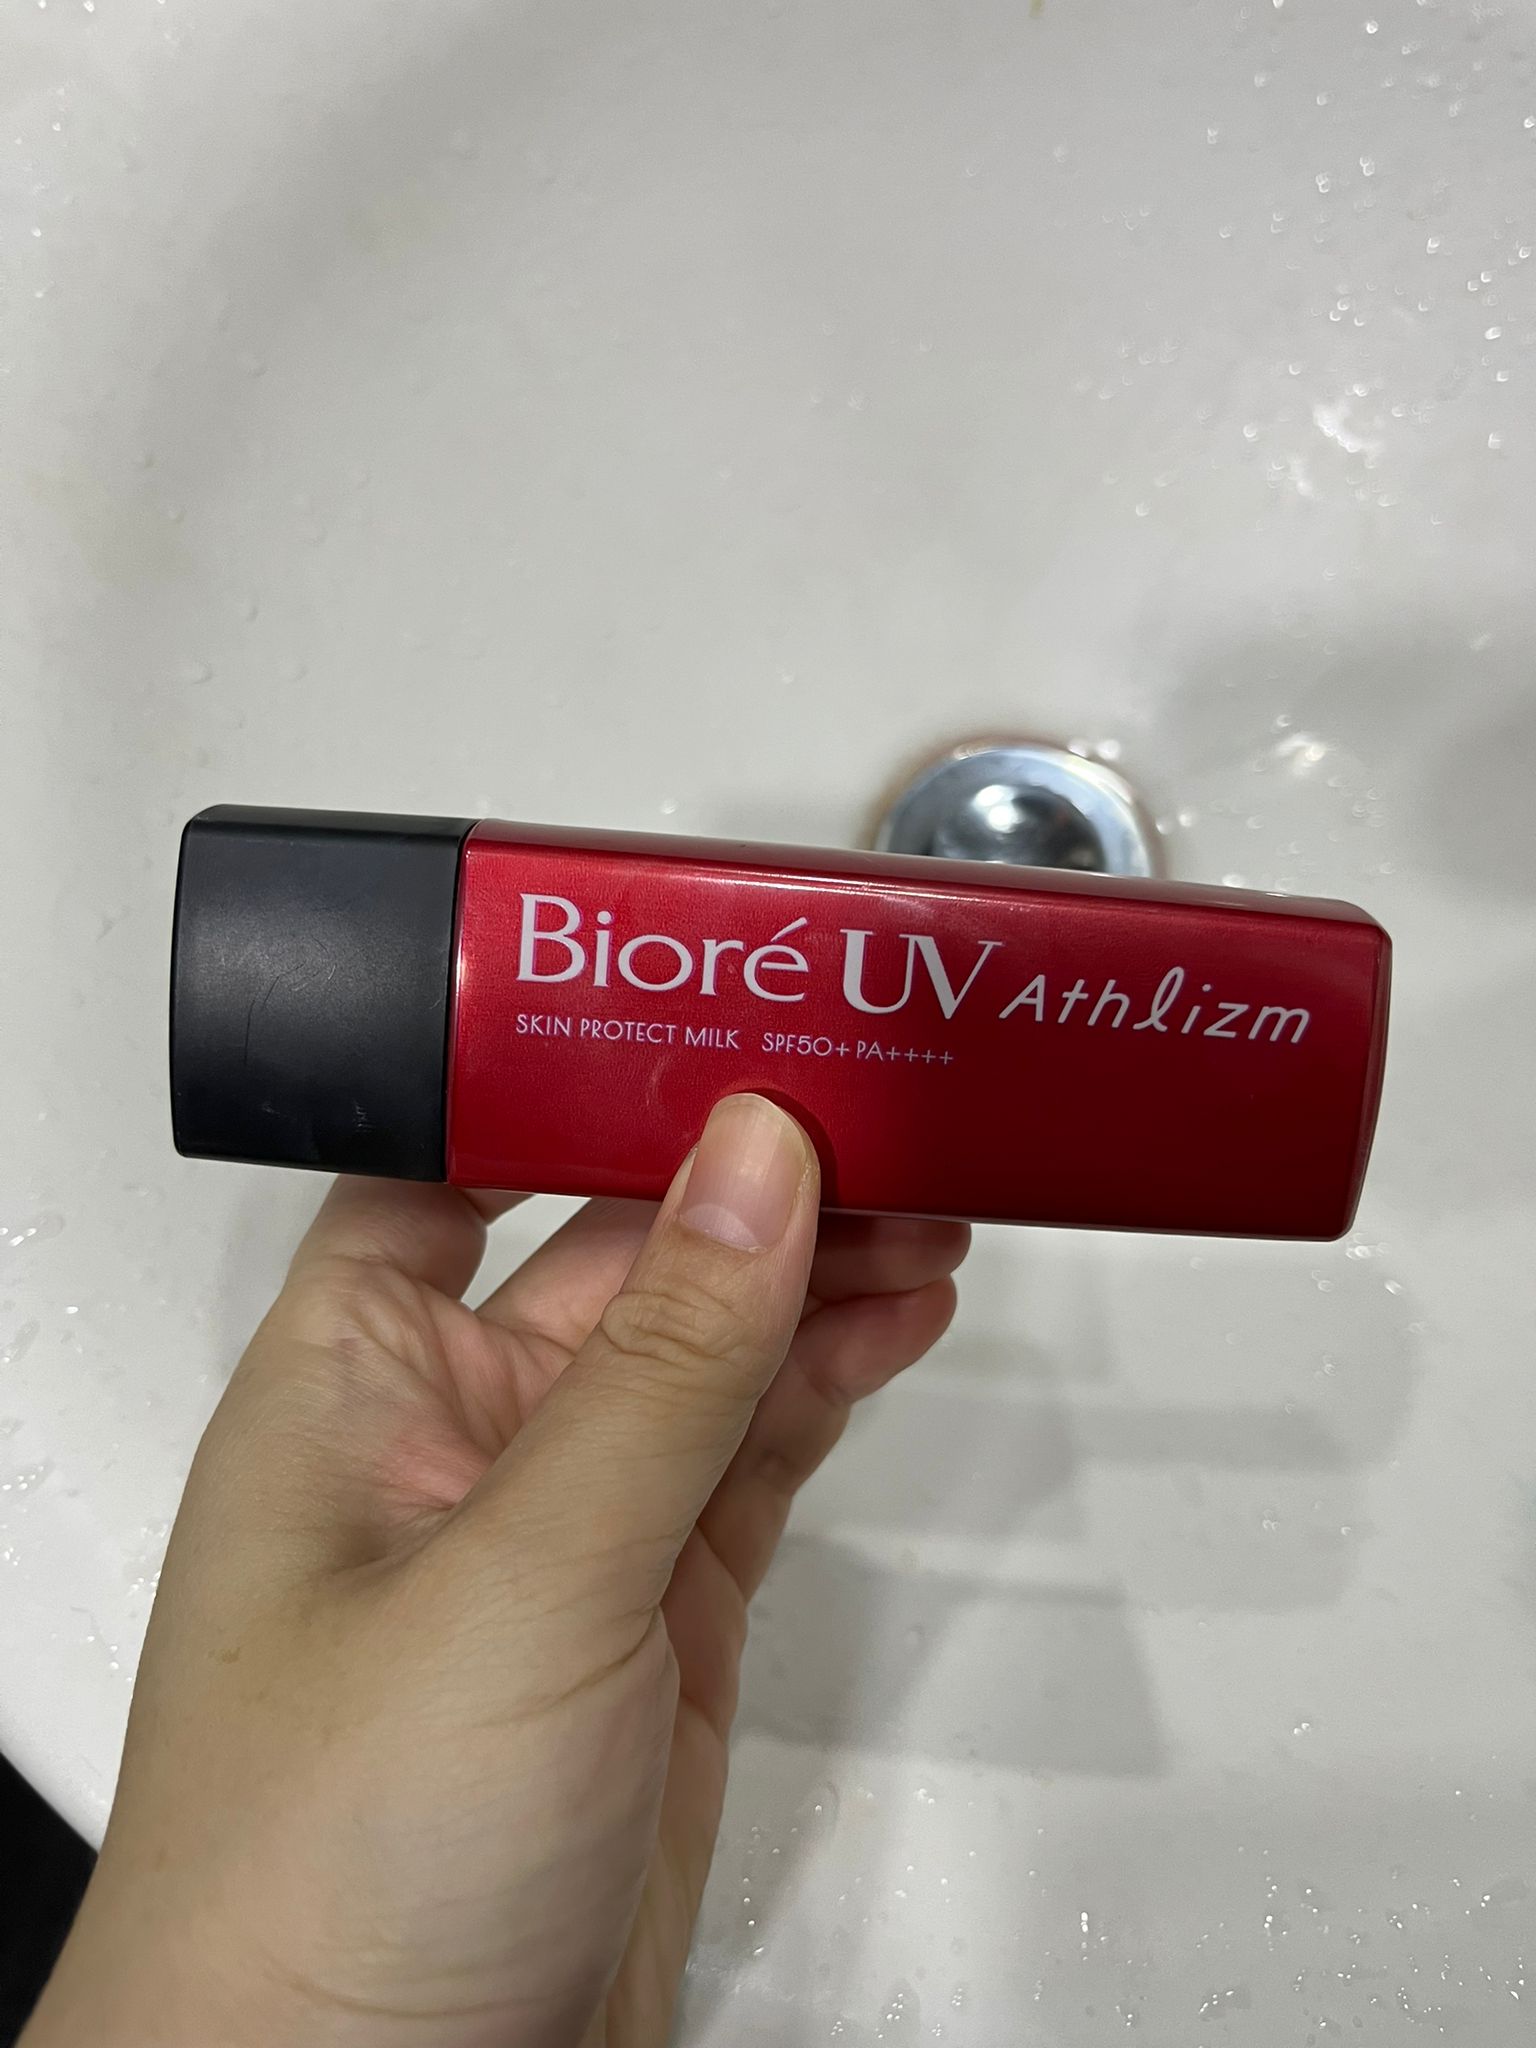 Bioré UV Athlizm
SKIN PROTECT MILK SPF50+ PA++++